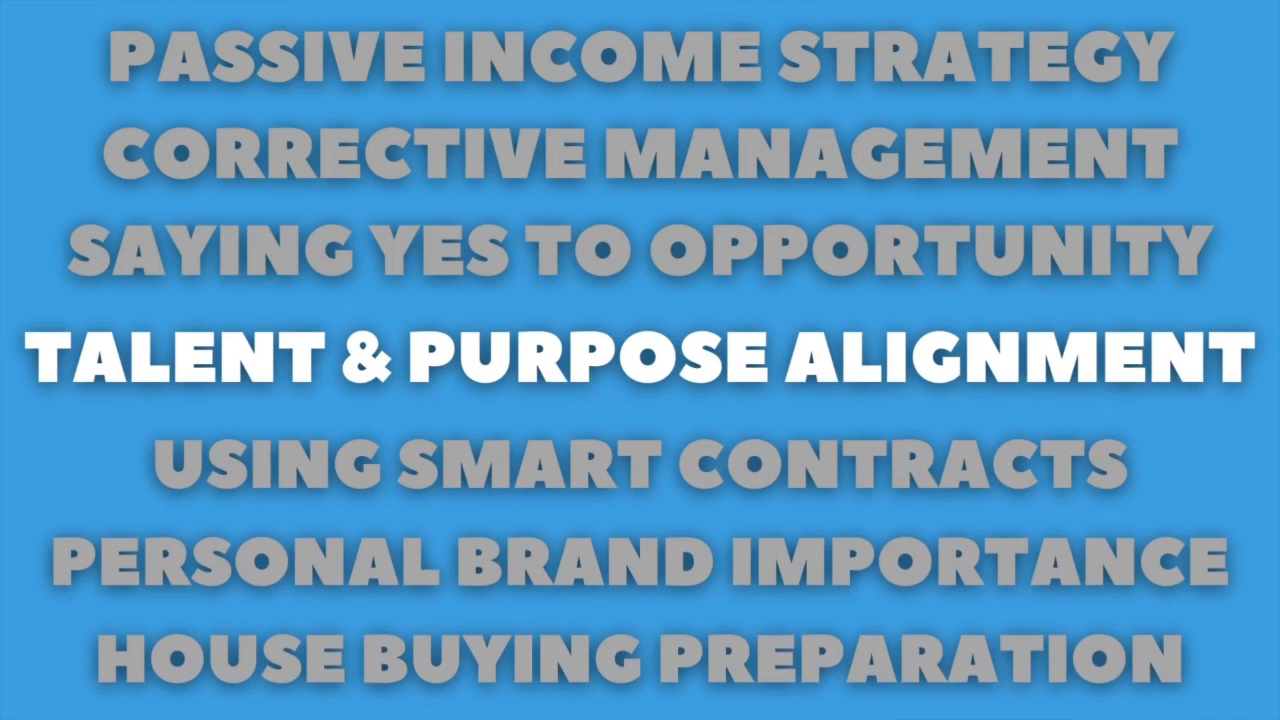 PASSIVE INCOME STRATEGY
CORRECTIVE MANAGEMENT
SAYING YES TO OPPORTUNITY
TALENT & PURPOSE ALIGNMENT
USING SMART CONTRACTS
PERSONAL BRAND IMPORTANCE
HOUSE BUYING PREPARATION